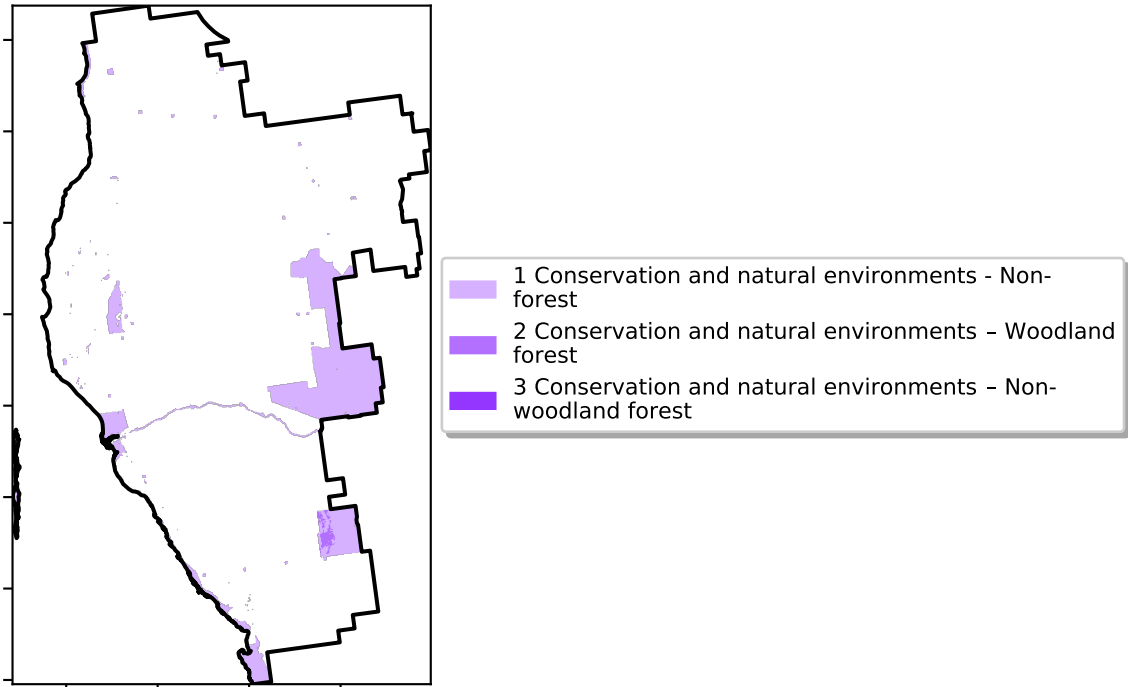 1 Conservation and natural environments - Non-
forest
2 Conservation and natural environments – Woodland
forest
3 Conservation and natural environments – Non-
woodland forest